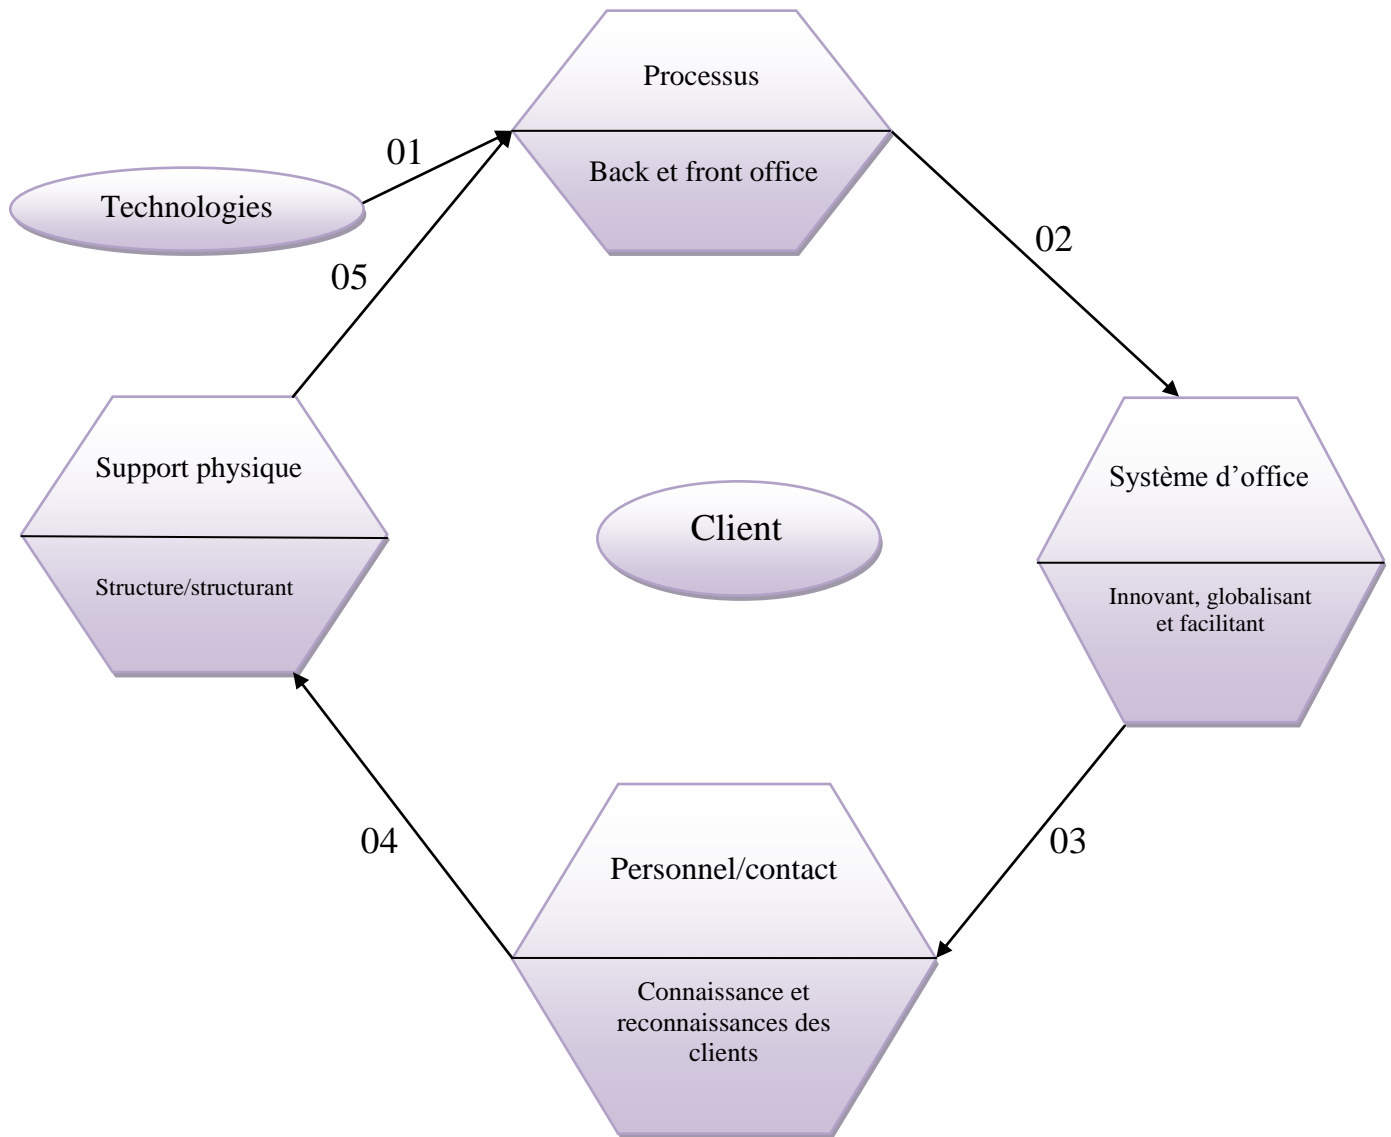 Processus
Back et front office
01
Technologies
02
05
Support physique
Structure/structurant
Client
Système d’office
Innovant, globalisant
et facilitant
04
03
Personnel/contact
Connaissance et
reconnaissances des
clients